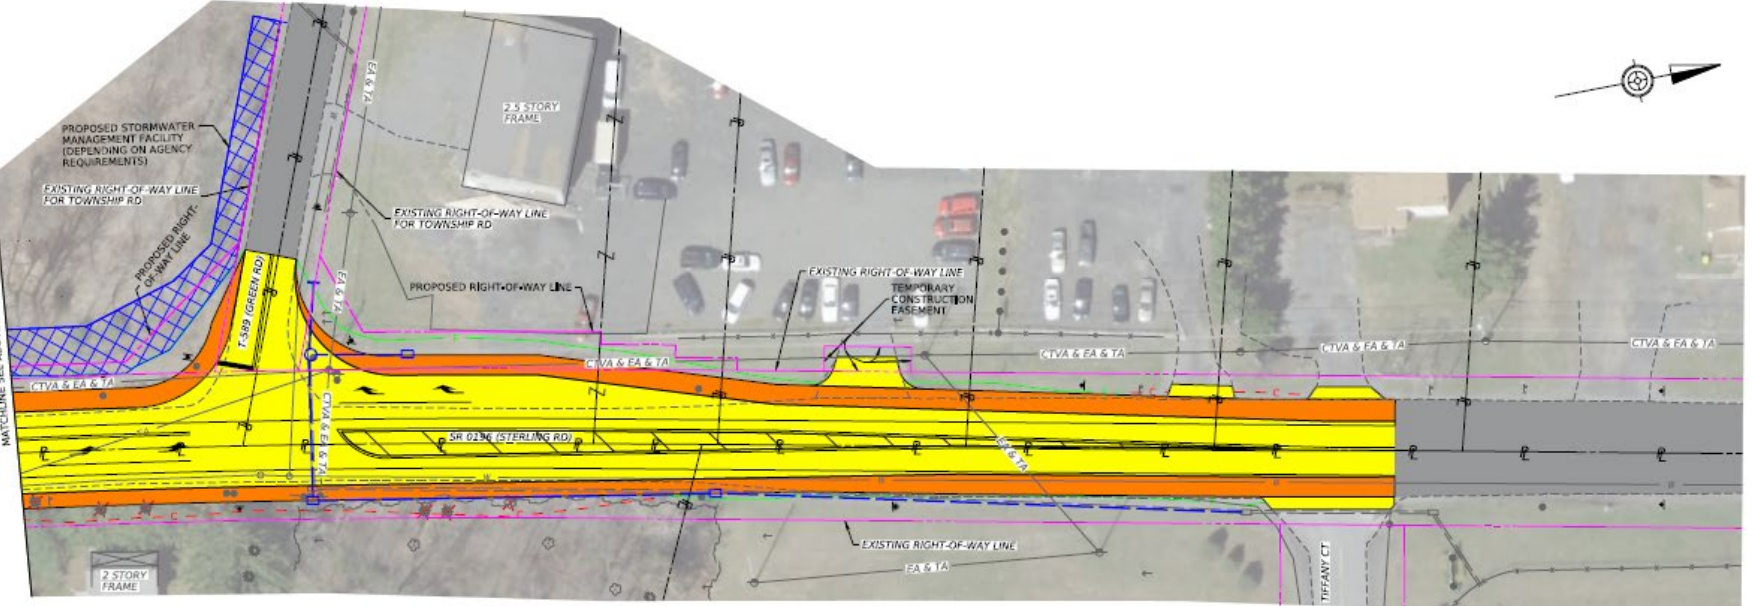 2.5 STORY
FRAME
EA & TA
PROPOSED STORMWATER
MANAGEMENT FACILITY
(DEPENDING ON AGENCY
REQUIREMENTS)
EXISTING RIGHT-OF-WAY LINE
FOR TOWNSHIP RD
EXISTING RIGHT-OF-WAY LINE
FOR TOWNSHIP RD
PROPOSED RIGHT-
OF-WAY LINE
T-589 (GREEN RD)
EA & TA
PROPOSED RIGHT-OF-WAY LINE
EXISTING RIGHT-OF-WAY LINE
TEMPORARY
CONSTRUCTION
EASEMENT
CTVA & EA & TA
CTVA & EA & TA
CTVA & EA & TA
CTVA & EA & TA
CTVA & EA & TA
MATCHLINE
CTVA & EA & TA
SR 0196 (STERLING RD)
EA & TA
EXISTING RIGHT-OF-WAY LINE
EA & TA
TIFFANY CT
2 STORY
FRAME